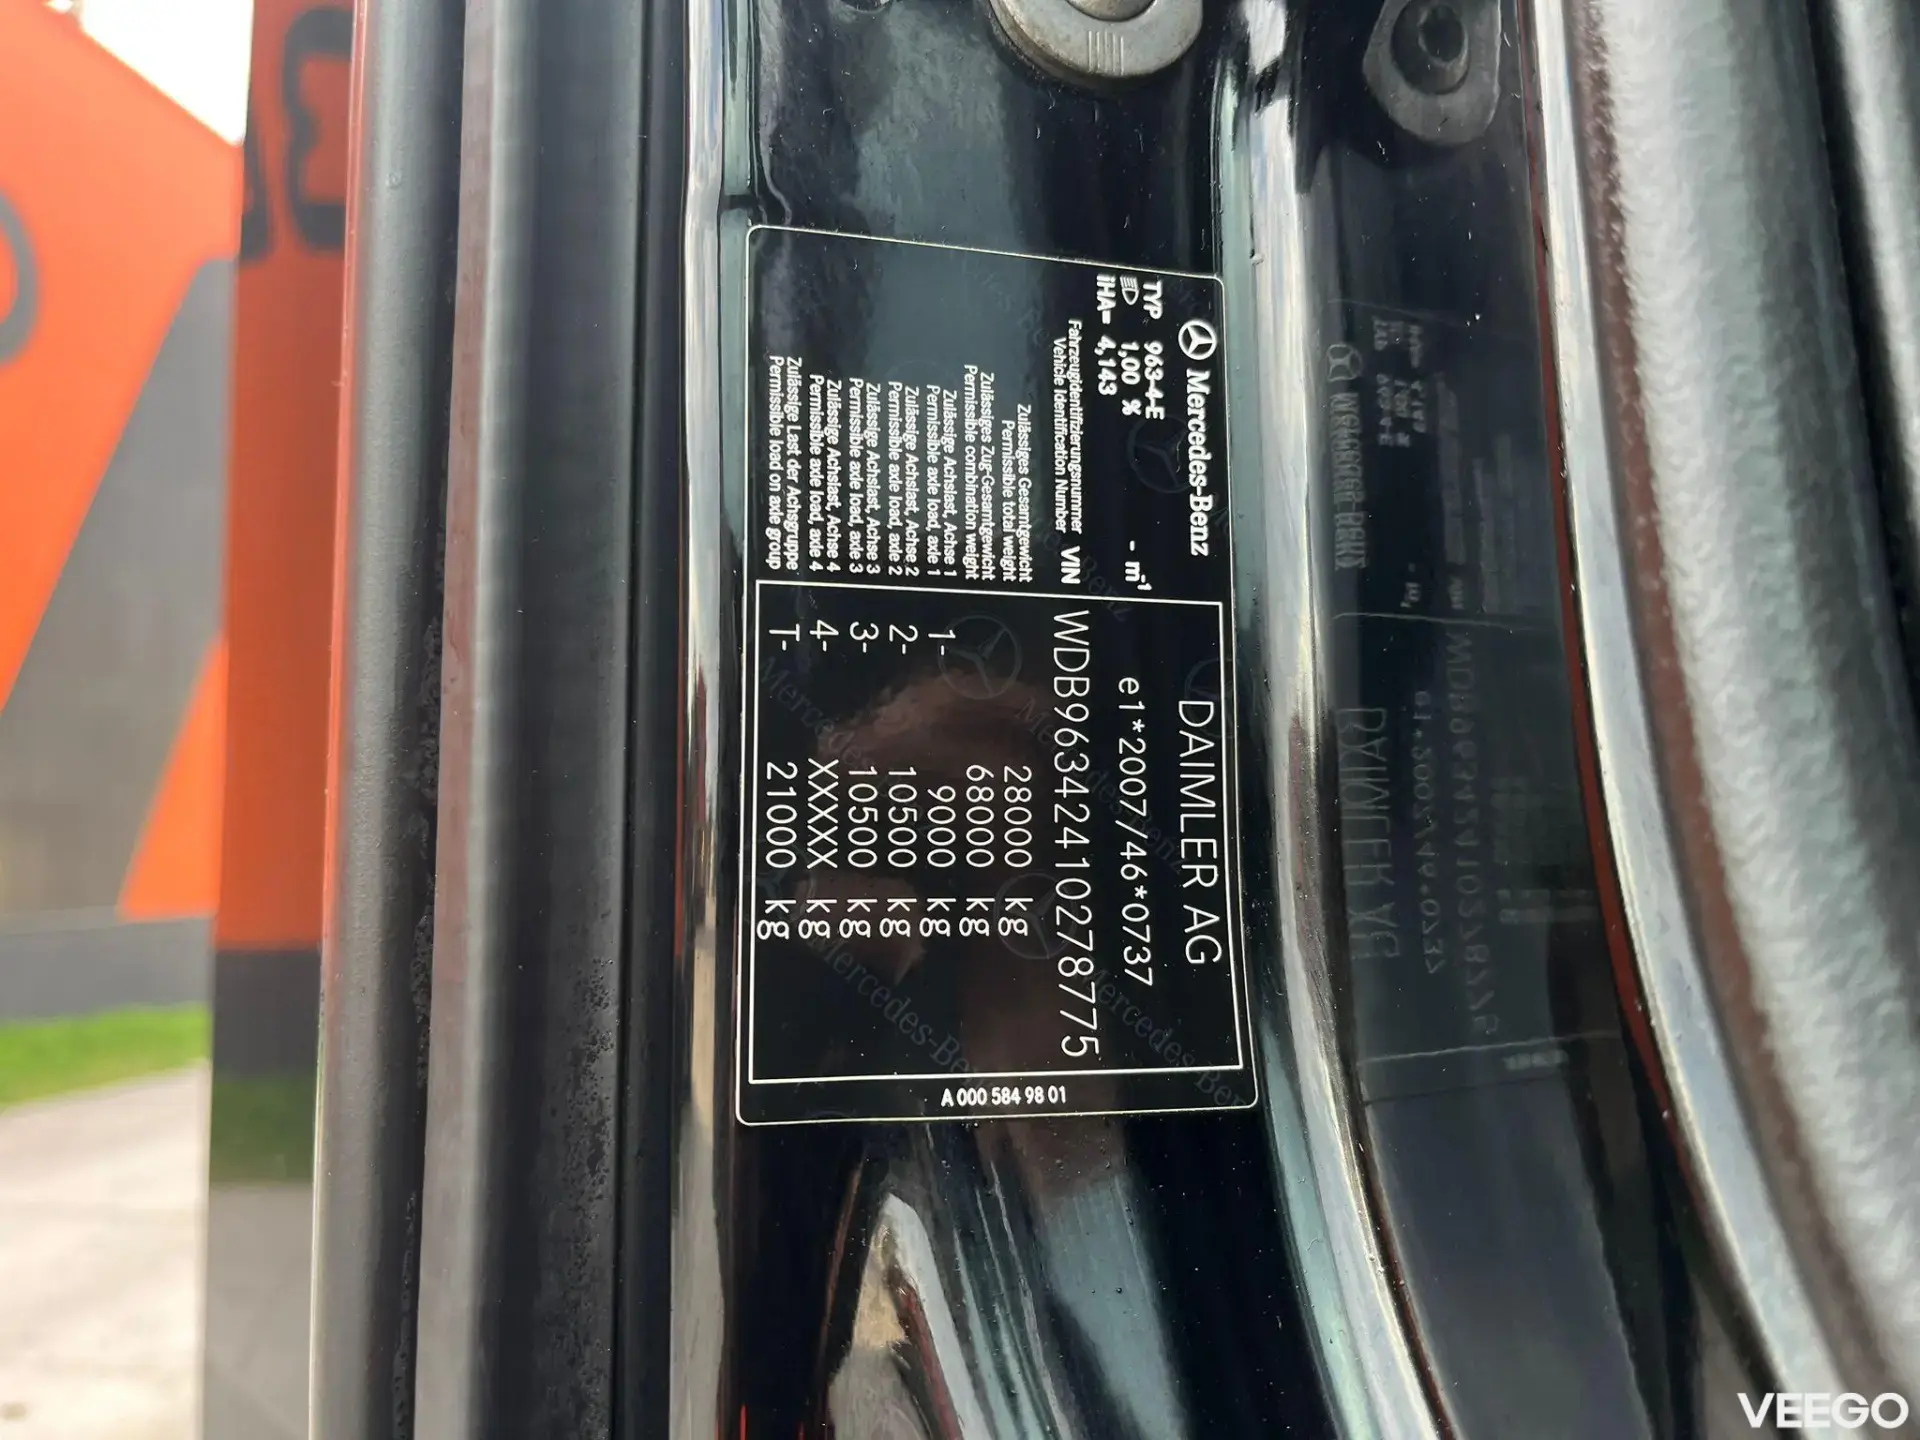 Mercedes-Benz
TYP 963-4-E
1,00 % - m⁻¹
iHA= 4,143
DAIMLER AG
e1*2007/46*0737
Fahrzeugidentifizierungsnummer
Vehicle Identification Number VIN WDB96342410278775
Zulässiges Gesamtgewicht
Permissible total weight 28000 kg
Zulässiges Zug-Gesamtgewicht
Permissible combination weight 68000 kg
Zulässige Achslast, Achse 1
Permissible axle load, axle 1 1- 9000 kg
Zulässige Achslast, Achse 2
Permissible axle load, axle 2 2- 10500 kg
Zulässige Achslast, Achse 3
Permissible axle load, axle 3 3- 10500 kg
Zulässige Achslast, Achse 4
Permissible axle load, axle 4 4- XXXXX kg
Zulässige Last der Achsgruppe
Permissible load on axle group T- 21000 kg
A 000 584 98 01
VEEGO